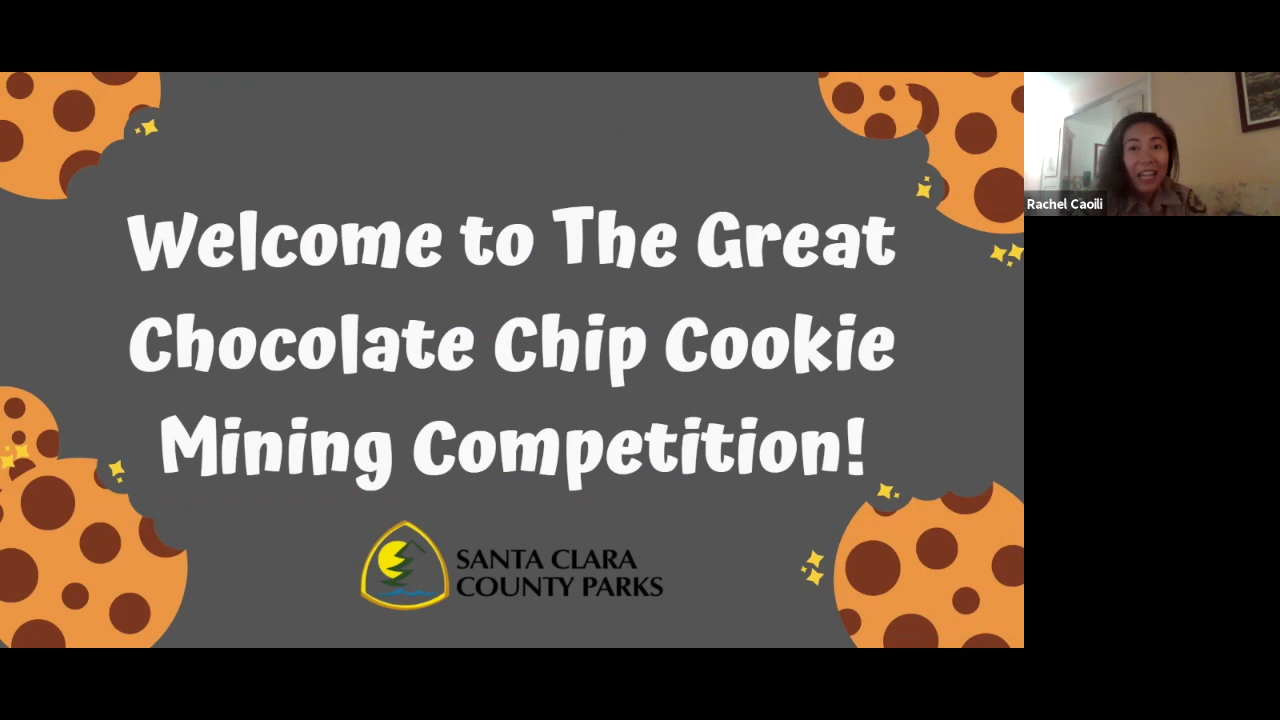 Welcome to The Great
Chocolate Chip Cookie
Mining Competition!
SANTA CLARA
COUNTY PARKS
Rachel Caoili